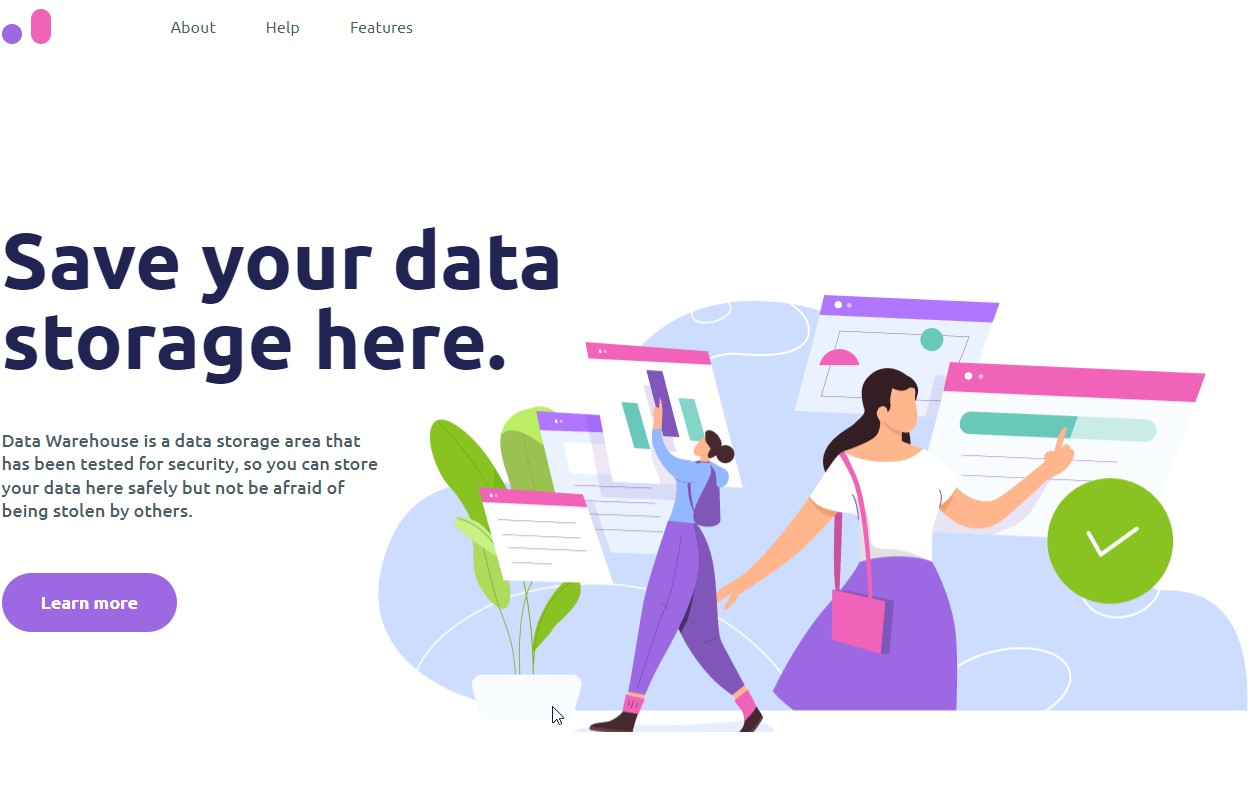 About Help Features
Save your data
storage here.
Data Warehouse is a data storage area that
has been tested for security, so you can store
your data here safely but not be afraid of
being stolen by others.
Learn more